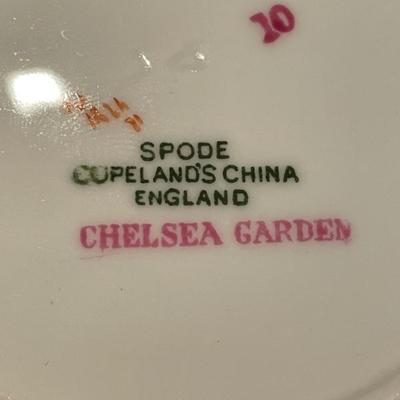 10
SPODE
COPELAND'S CHINA
ENGLAND
CHELSEA GARDEN